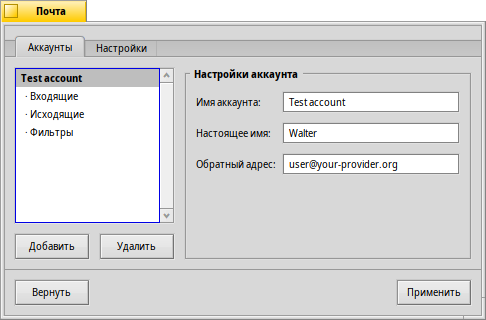 Почта
Аккаунты
Настройки
Test account
· Входящие
· Исходящие
· Фильтры
Добавить
Удалить
Настройки аккаунта
Имя аккаунта:
Test account
Настоящее имя:
Walter
Обратный адрес:
user@your-provider.org
Вернуть
Применить